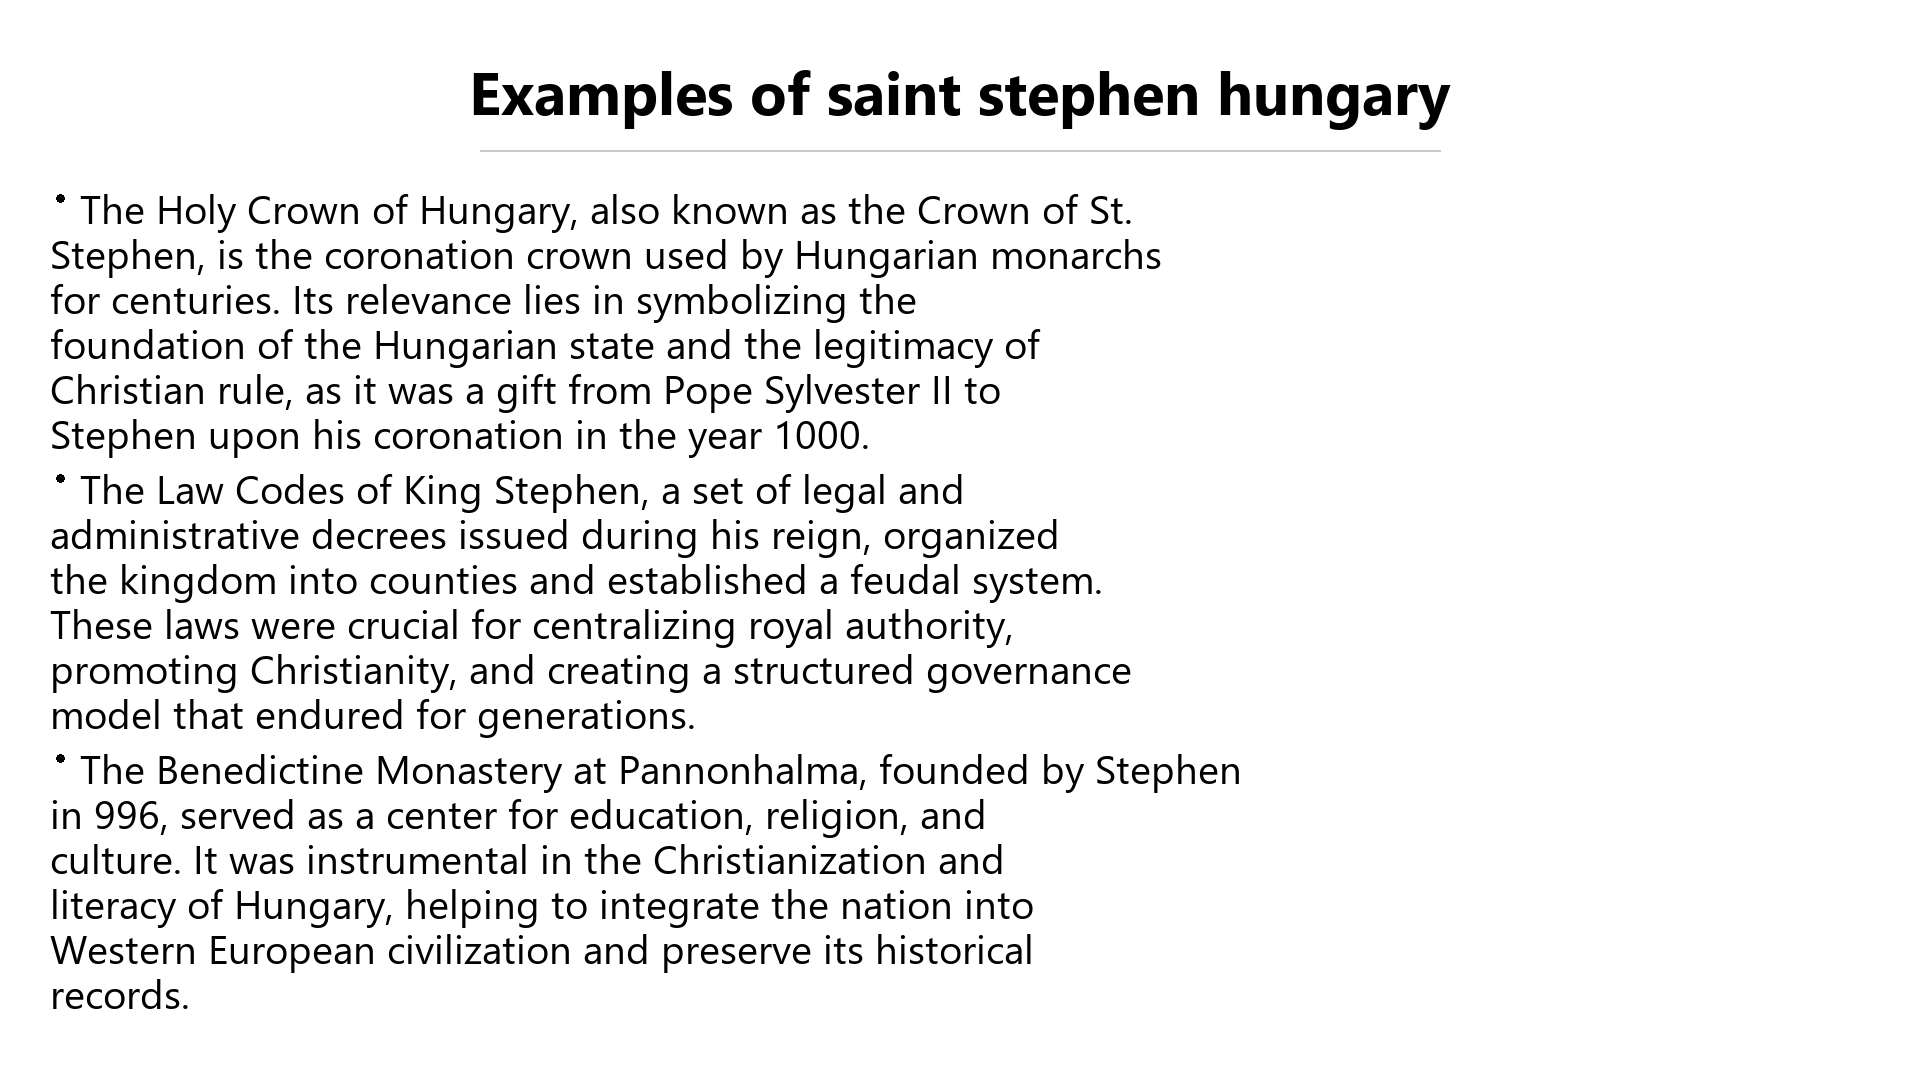 Examples of saint stephen hungary
• The Holy Crown of Hungary, also known as the Crown of St.
Stephen, is the coronation crown used by Hungarian monarchs
for centuries. Its relevance lies in symbolizing the
foundation of the Hungarian state and the legitimacy of
Christian rule, as it was a gift from Pope Sylvester II to
Stephen upon his coronation in the year 1000.
• The Law Codes of King Stephen, a set of legal and
administrative decrees issued during his reign, organized
the kingdom into counties and established a feudal system.
These laws were crucial for centralizing royal authority,
promoting Christianity, and creating a structured governance
model that endured for generations.
• The Benedictine Monastery at Pannonhalma, founded by Stephen
in 996, served as a center for education, religion, and
culture. It was instrumental in the Christianization and
literacy of Hungary, helping to integrate the nation into
Western European civilization and preserve its historical
records.